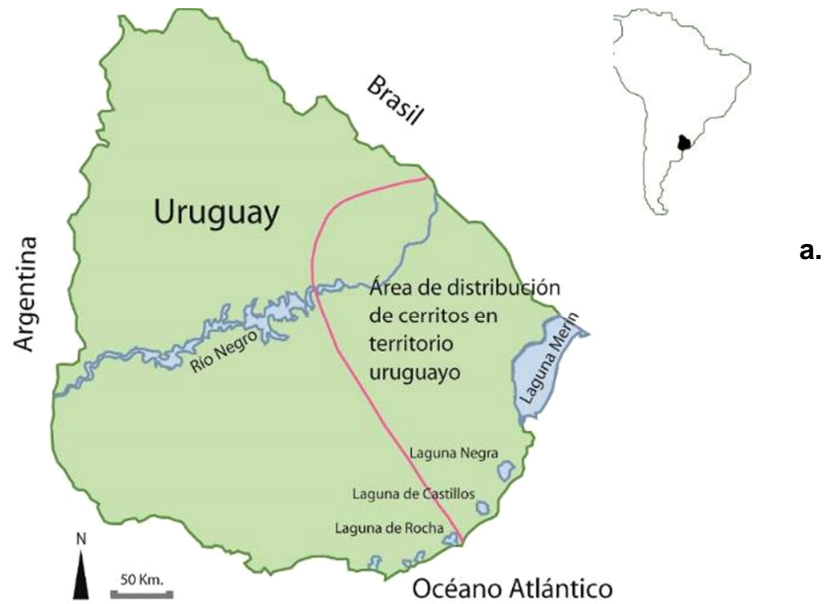 Brasil
Uruguay
a.
Argentina
Área de distribución
de cerritos en
territorio
uruguayo
Río Negro
Laguna Merín
Laguna Negra
Laguna de Castillos
Laguna de Rocha
N
50 Km.
Océano Atlántico